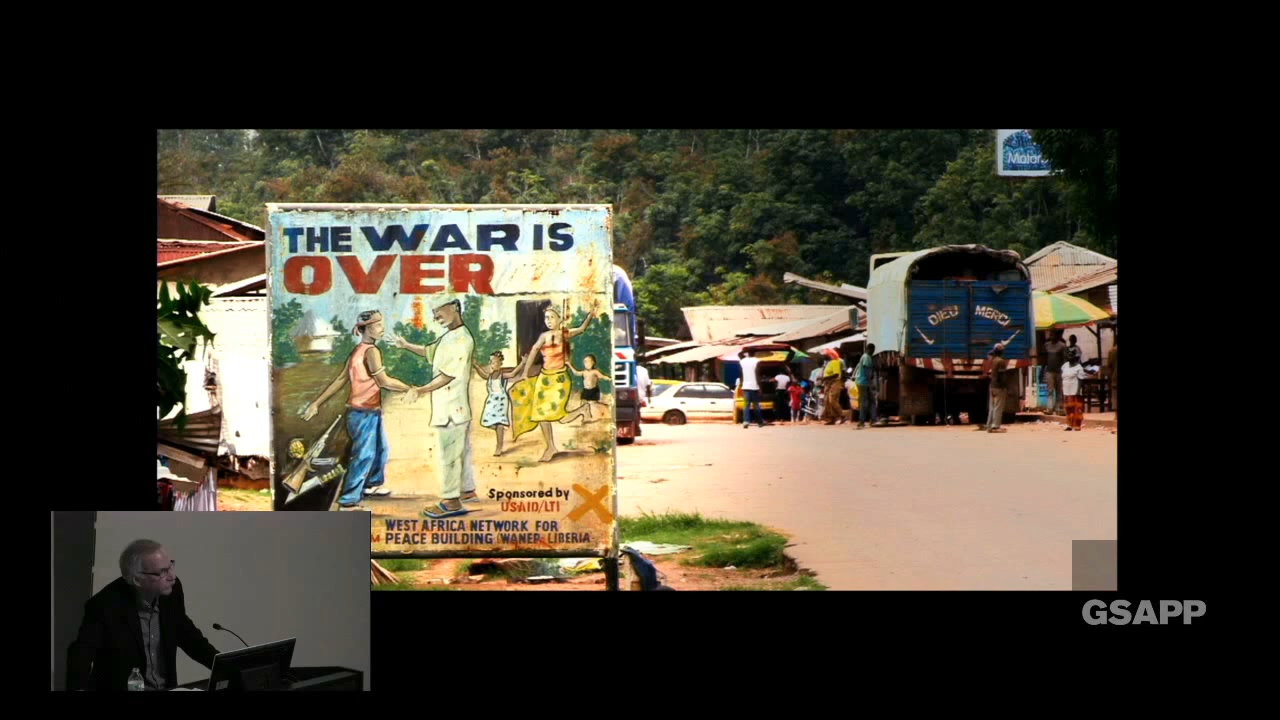 THE WAR IS
OVER
Sponsored by
USAID/LTI
WEST AFRICA NETWORK FOR
PEACE BUILDING (WANEP) LIBERIA
DIEU MERCI
GSAPP